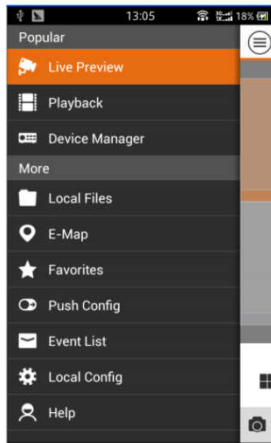 13:05 18%
Popular
Live Preview
Playback
Device Manager
More
Local Files
E-Map
Favorites
Push Config
Event List
Local Config
Help